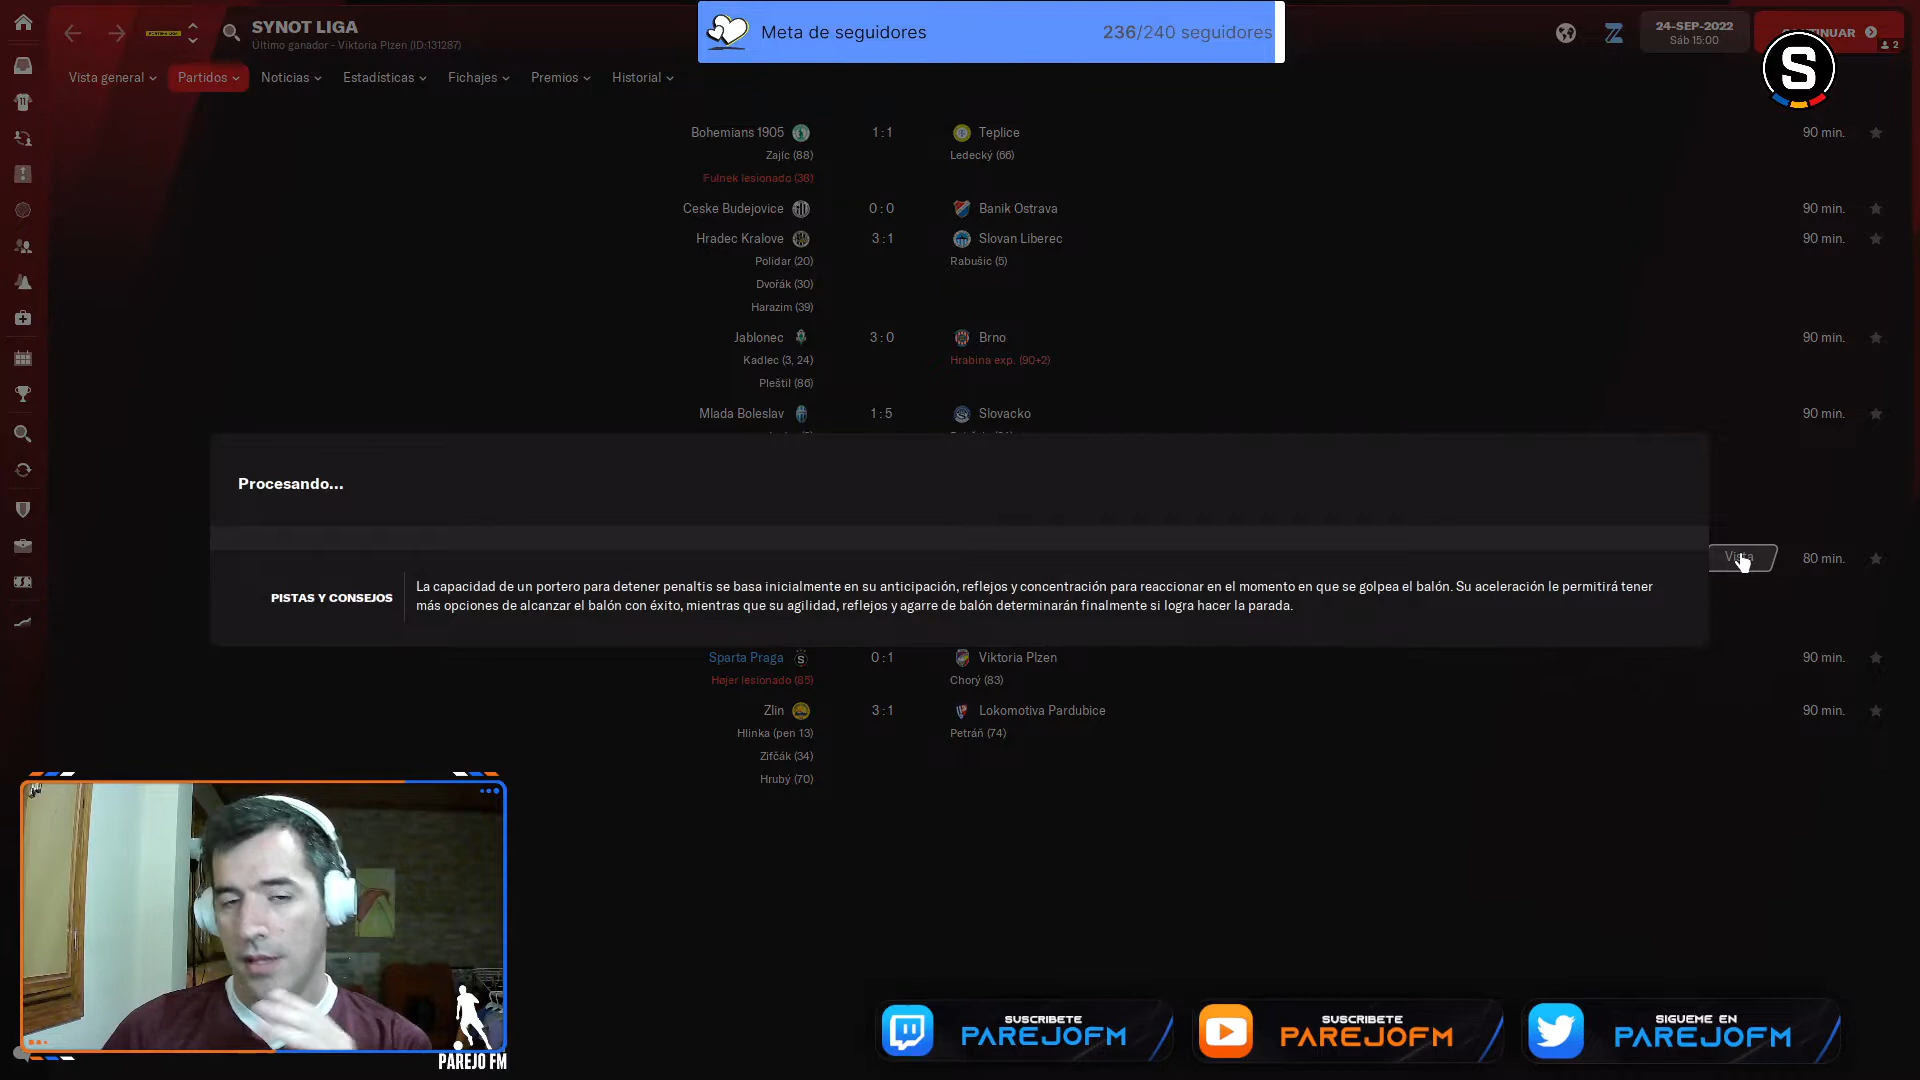 SYNOT LIGA
Último ganador - Viktoria Plzen (ID:131287)
Meta de seguidores
236/240 seguidores
24-SEP-2022
Sáb 15:00
2
S
Vista general
Partidos
Noticias
Estadísticas
Fichajes
Premios
Historial
Bohemians 1905 1 : 1 Teplice 90 min.
Zajíc (88) Ledecký (66)
Fulnek lesionado (38)
Ceske Budejovice 0 : 0 Banik Ostrava 90 min.
Hradec Kralove 3 : 1 Slovan Liberec 90 min.
Polidar (20) Rabušic (5)
Dvořák (30)
Harazim (39)
Jablonec 3 : 0 Brno 90 min.
Kadlec (3, 24) Hrabina exp. (90+2)
Pleštil (86)
Mlada Boleslav 1 : 5 Slovacko 90 min.
Procesando...
Vista 80 min.
PISTAS Y CONSEJOS
La capacidad de un portero para detener penaltis se basa inicialmente en su anticipación, reflejos y concentración para reaccionar en el momento en que se golpea el balón. Su aceleración le permitirá tener
más opciones de alcanzar el balón con éxito, mientras que su agilidad, reflejos y agarre de balón determinarán finalmente si logra hacer la parada.
Sparta Praga 0 : 1 Viktoria Plzen 90 min.
Højer lesionado (85) Chorý (83)
Zlin 3 : 1 Lokomotiva Pardubice 90 min.
Hlinka (pen 13) Petráň (74)
Zifčák (34)
Hrubý (70)
PAREJO FM
SUSCRIBETE
PAREJOFM
SUSCRIBETE
PAREJOFM
SIGUEME EN
PAREJOFM